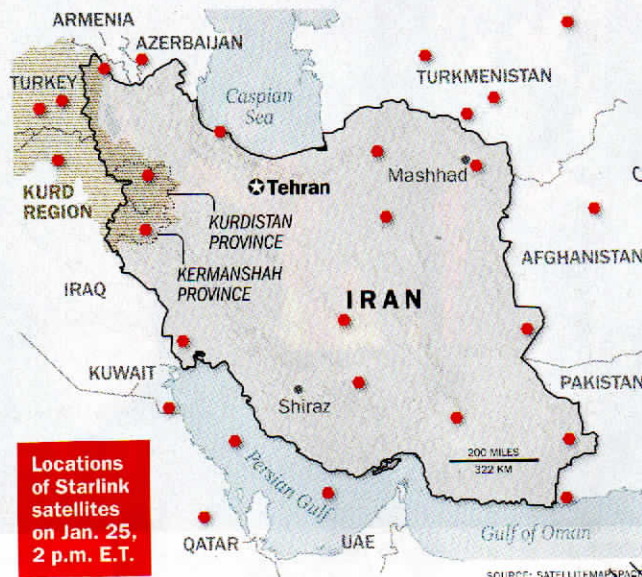 ARMENIA
AZERBAIJAN
TURKEY
Caspian
Sea
TURKMENISTAN
Mashhad
Tehran
KURD
REGION
KURDISTAN
PROVINCE
KERMANSHAH
PROVINCE
AFGHANISTAN
IRAQ
IRAN
KUWAIT
PAKISTAN
Shiraz
200 MILES
322 KM
Locations
of Starlink
satellites
on Jan. 25,
2 p.m. E.T.
Persian Gulf
QATAR
UAE
Gulf of Oman
SOURCE: